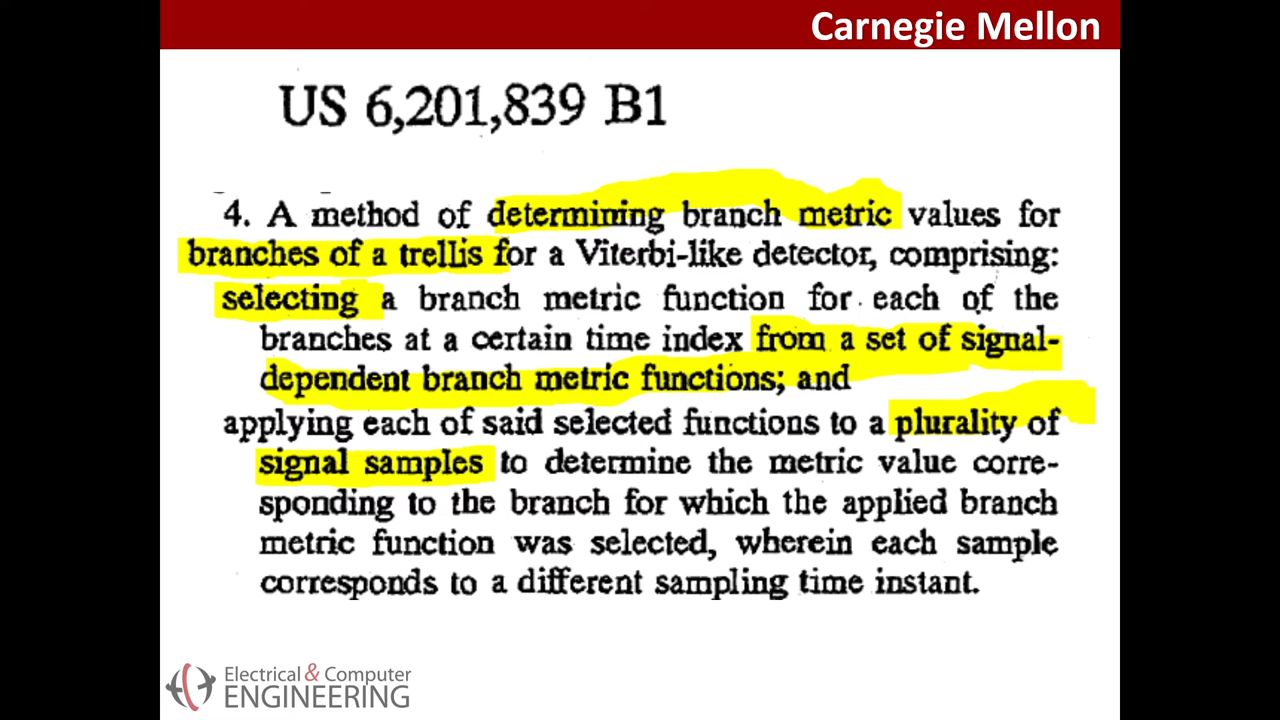 Carnegie Mellon
US 6,201,839 B1
4. A method of determining branch metric values for
branches of a trellis for a Viterbi-like detector, comprising:
selecting a branch metric function for each of the
branches at a certain time index from a set of signal-
dependent branch metric functions; and
applying each of said selected functions to a plurality of
signal samples to determine the metric value corre-
sponding to the branch for which the applied branch
metric function was selected, wherein each sample
corresponds to a different sampling time instant.
Electrical & Computer
ENGINEERING